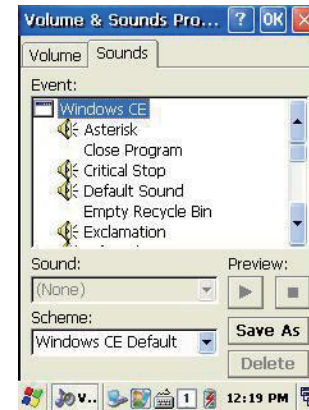 Volume & Sounds Pro... ? OK
Volume Sounds
Event:
Windows CE
Asterisk
Close Program
Critical Stop
Default Sound
Empty Recycle Bin
Exclamation
Sound: Preview:
(None)
Scheme:
Windows CE Default
Save As
Delete
V.. 1 12:19 PM